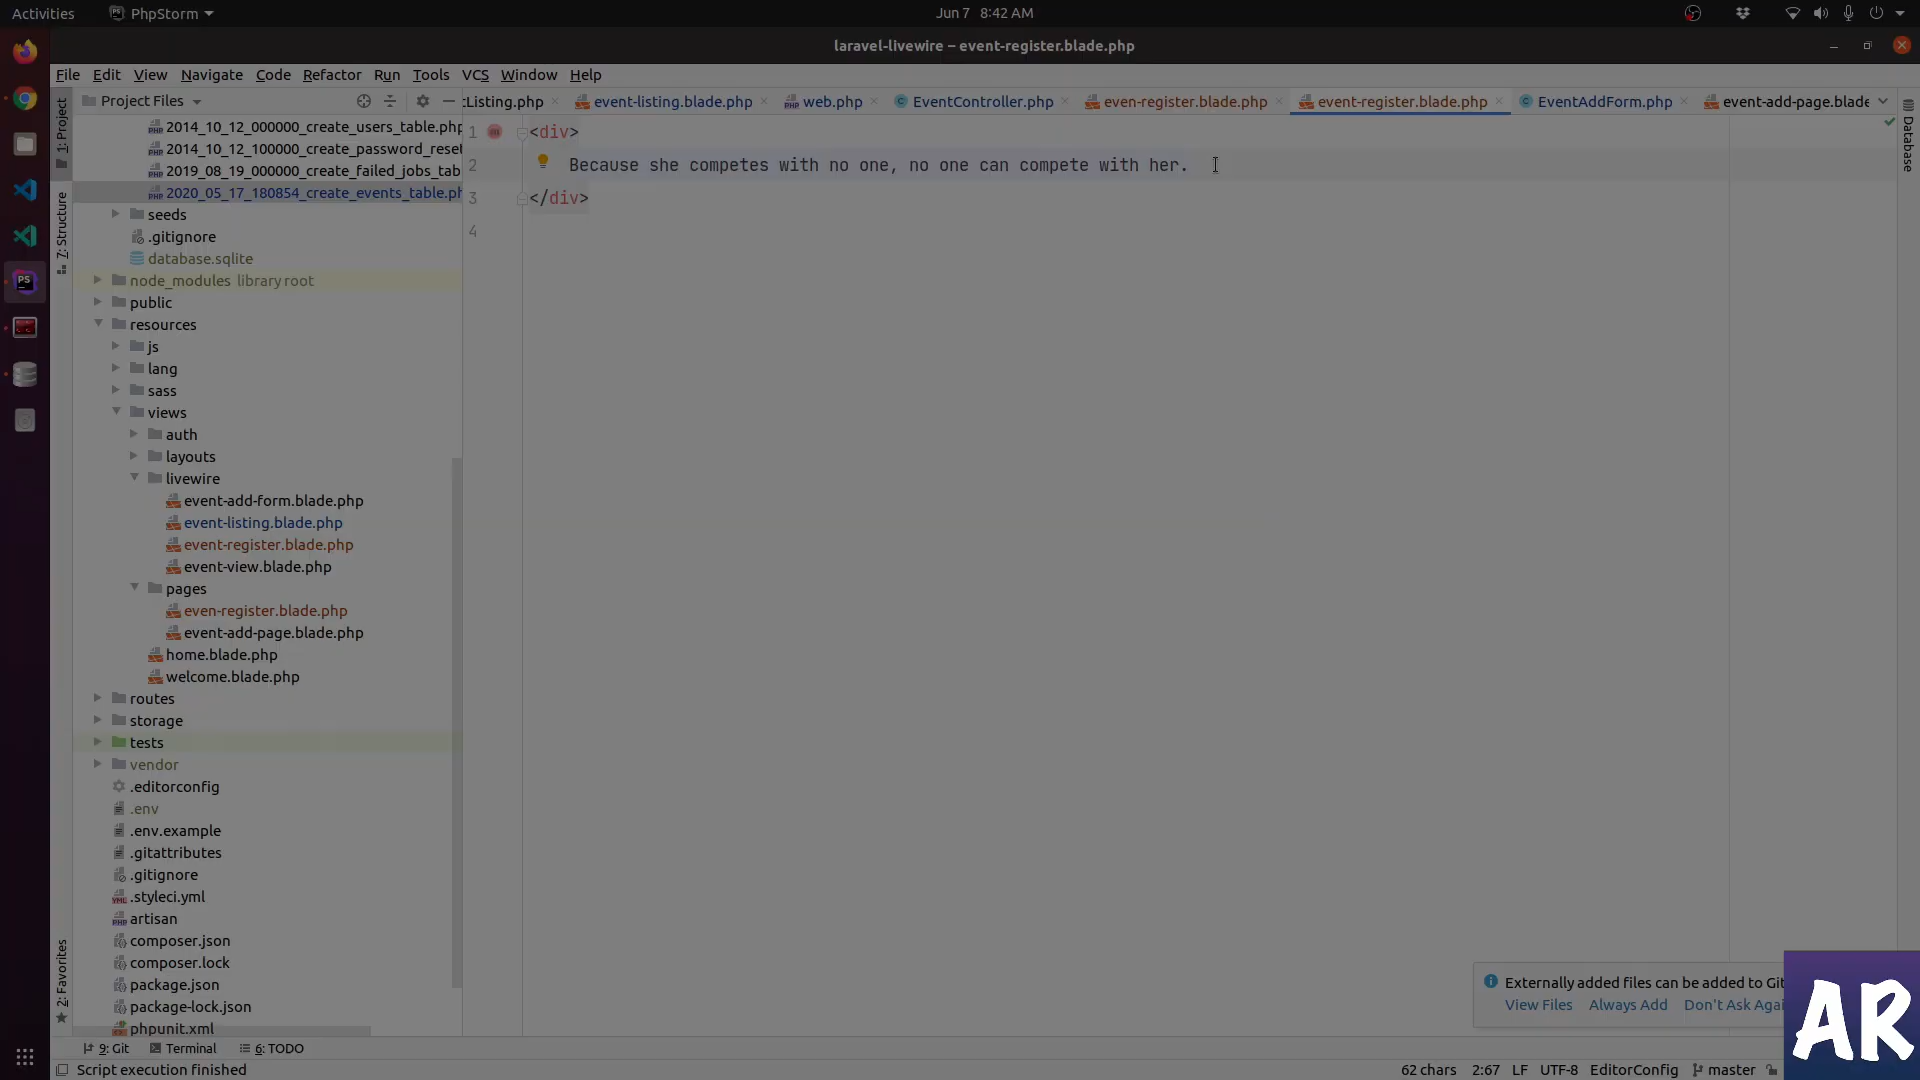 Activities PhpStorm Jun 7 8:42 AM
laravel-livewire – event-register.blade.php
File Edit View Navigate Code Refactor Run Tools VCS Window Help
Project Files tListing.php event-listing.blade.php web.php EventController.php even-register.blade.php event-register.blade.php EventAddForm.php event-add-page.blade
1: Project
7: Structure
2: Favorites
Database
2014_10_12_000000_create_users_table.php
2014_10_12_100000_create_password_reset
2019_08_19_000000_create_failed_jobs_tab
2020_05_17_180854_create_events_table.ph
seeds
.gitignore
database.sqlite
node_modules library root
public
resources
js
lang
sass
views
auth
layouts
livewire
event-add-form.blade.php
event-listing.blade.php
event-register.blade.php
event-view.blade.php
pages
even-register.blade.php
event-add-page.blade.php
home.blade.php
welcome.blade.php
routes
storage
tests
vendor
.editorconfig
.env
.env.example
.gitattributes
.gitignore
.styleci.yml
artisan
composer.json
composer.lock
package.json
package-lock.json
phpunit.xml
1 <div>
2 Because she competes with no one, no one can compete with her.
3 </div>
4
Externally added files can be added to Git
View Files Always Add Don't Ask Agai
AR
9: Git Terminal 6: TODO
Script execution finished 62 chars 2:67 LF UTF-8 EditorConfig master